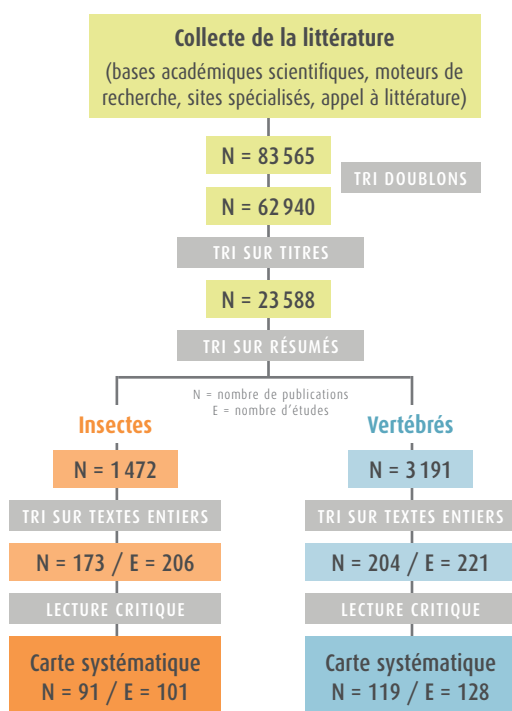 Collecte de la littérature
(bases académiques scientifiques, moteurs de
recherche, sites spécialisés, appel à littérature)
N = 83 565
TRI DOUBLONS
N = 62 940
TRI SUR TITRES
N = 23 588
TRI SUR RÉSUMÉS
N = nombre de publications
E = nombre d'études
Insectes
N = 1 472
TRI SUR TEXTES ENTIERS
N = 173 / E = 206
LECTURE CRITIQUE
Carte systématique
N = 91 / E = 101
Vertébrés
N = 3 191
TRI SUR TEXTES ENTIERS
N = 204 / E = 221
LECTURE CRITIQUE
Carte systématique
N = 119 / E = 128